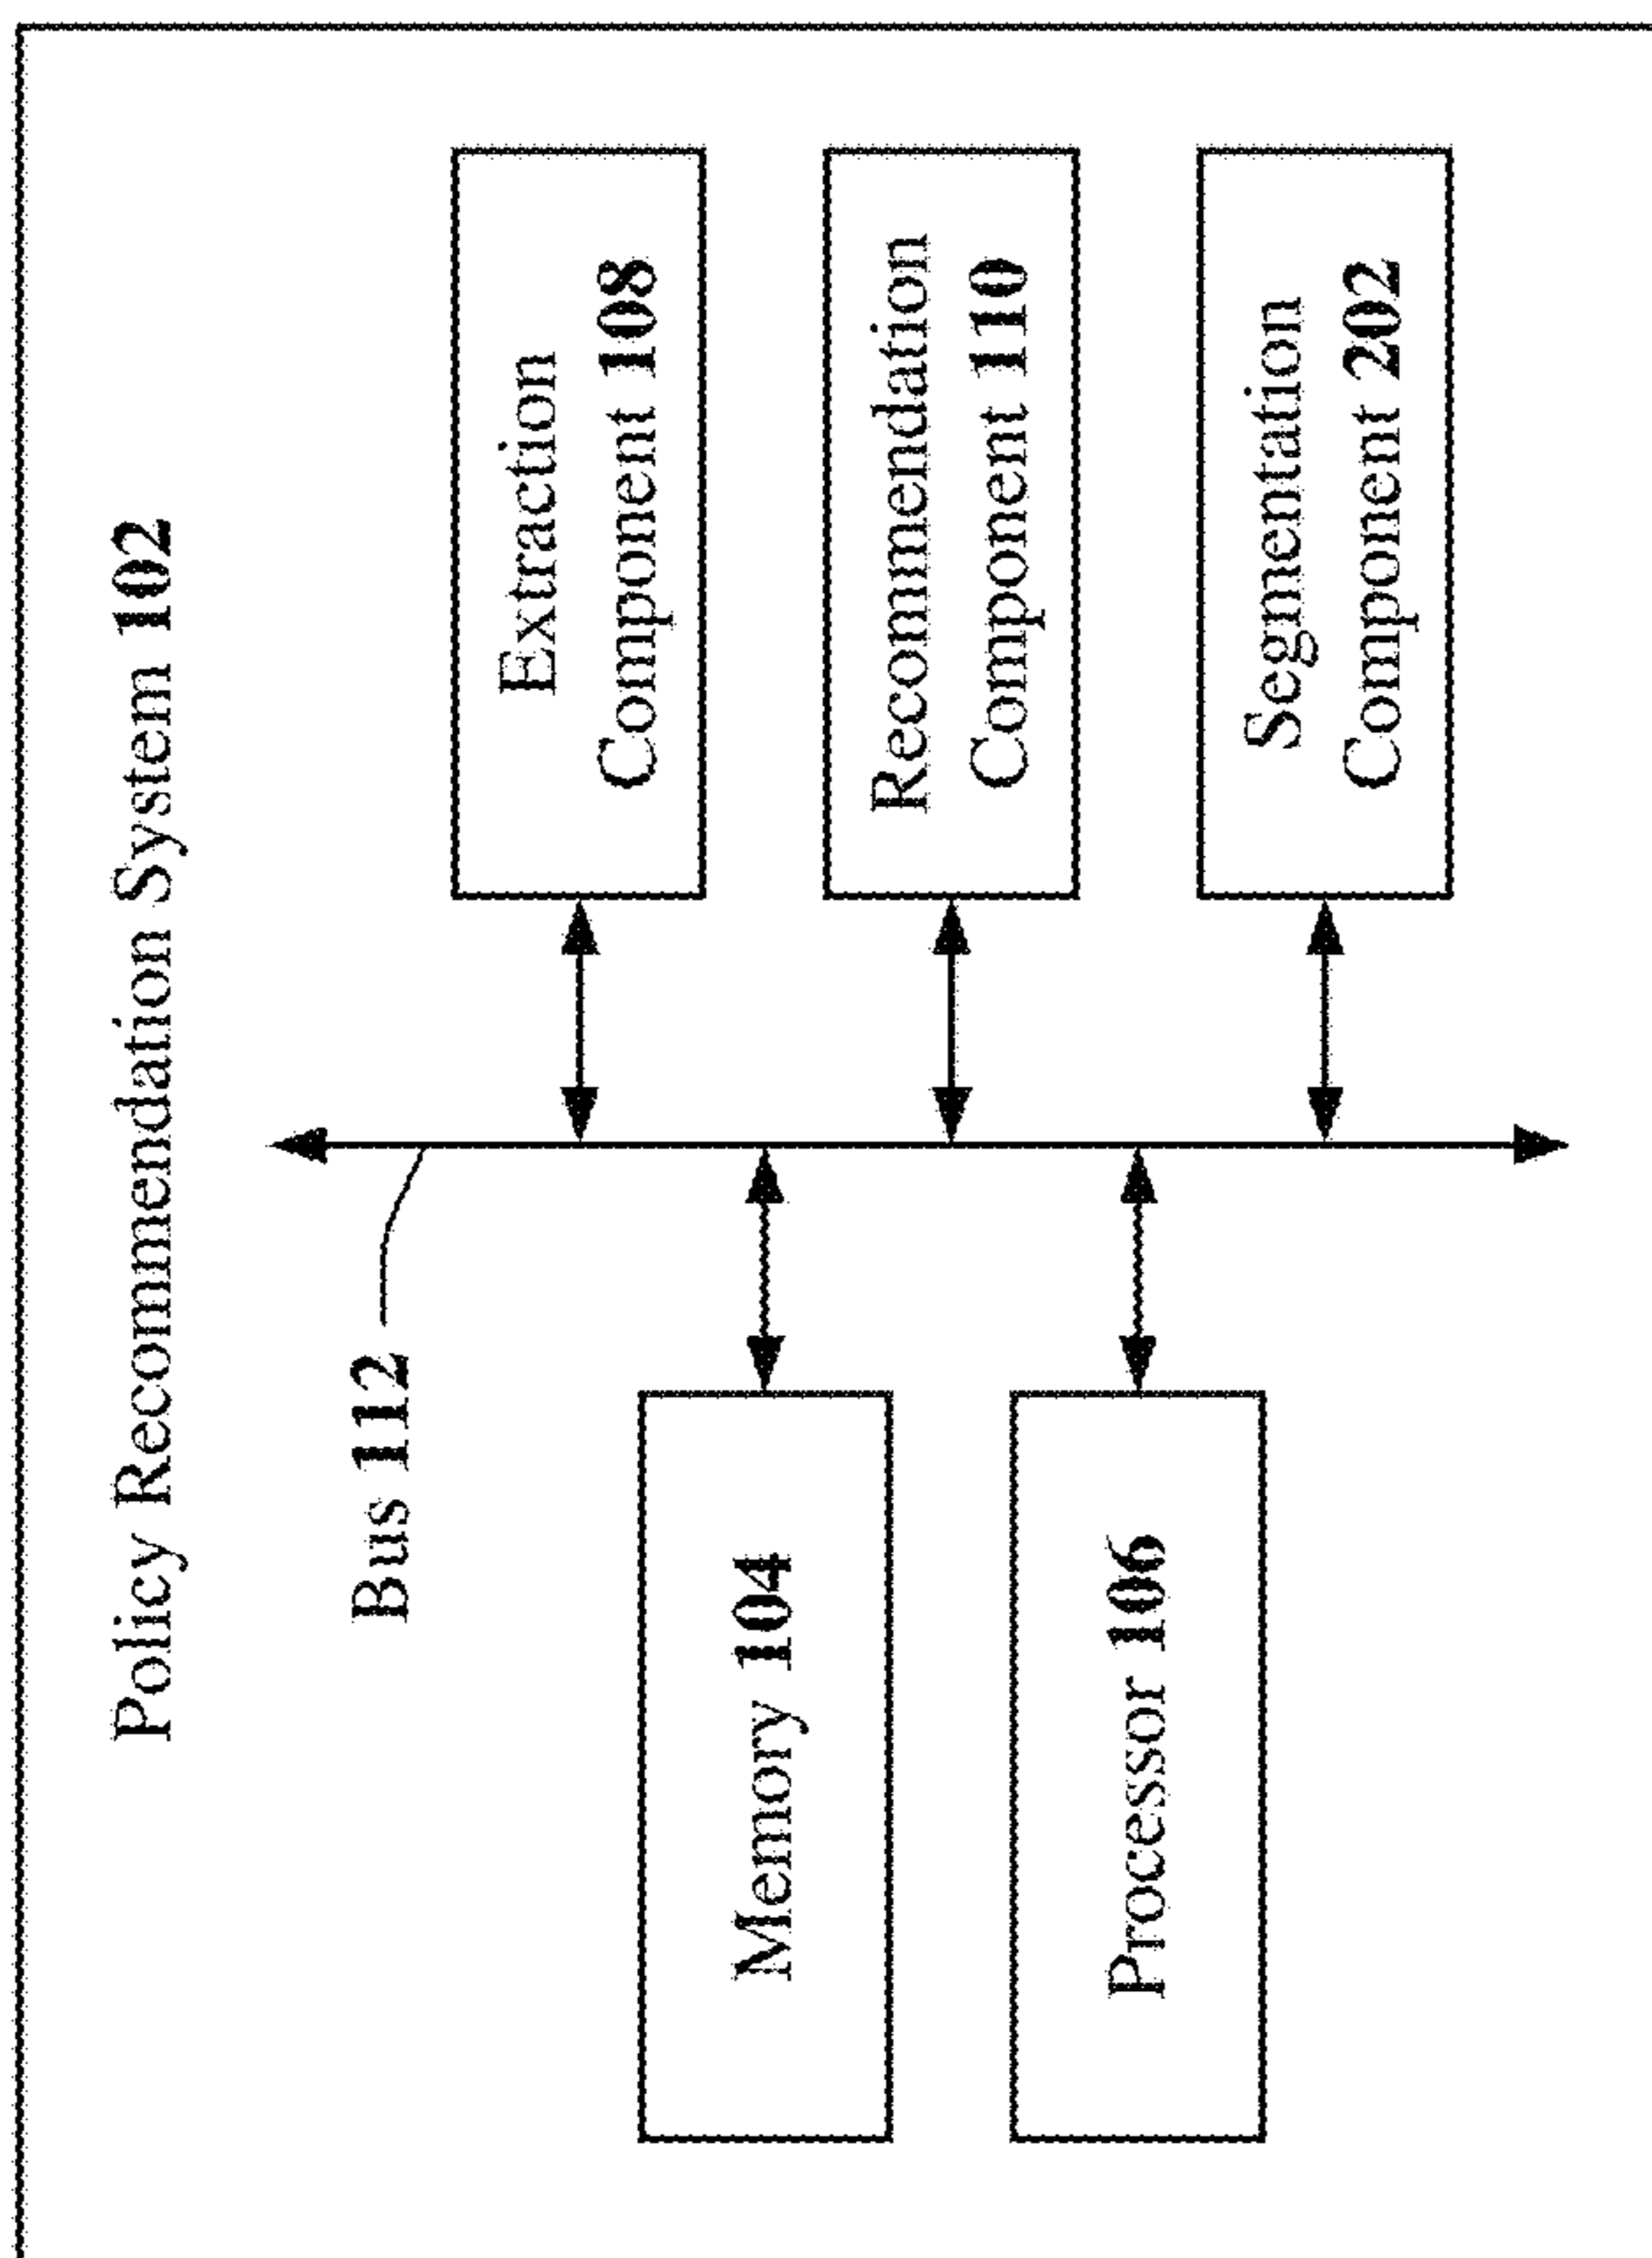 Policy Recommendation System 102
Bus 112
Memory 104
Processor 106
Extraction
Component 108
Recommendation
Component 110
Segmentation
Component 202